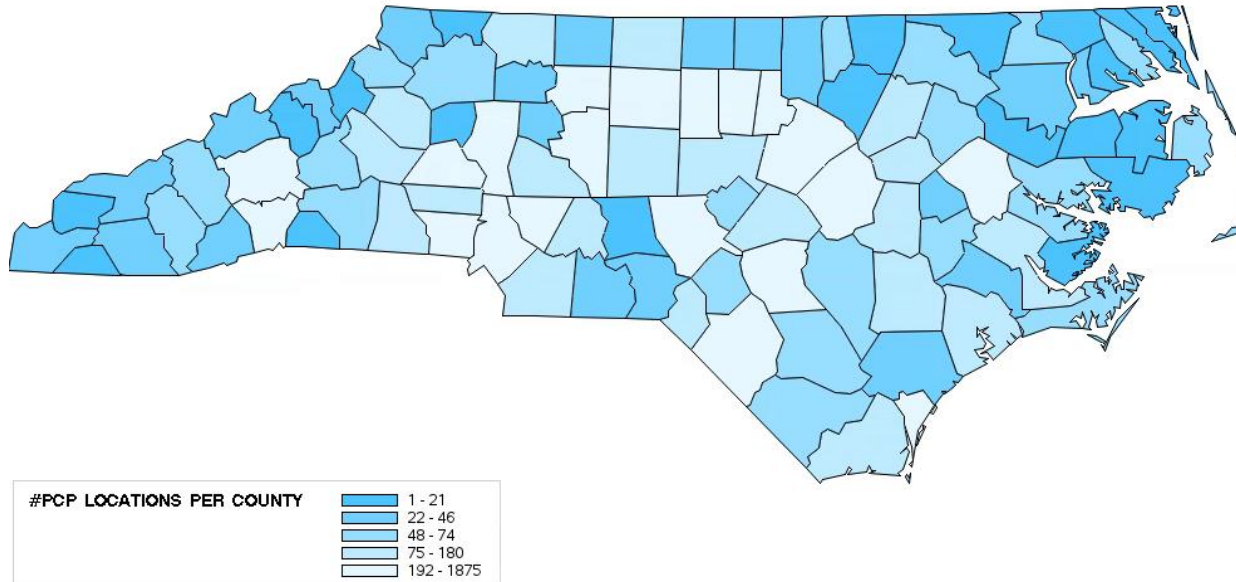 #PCP LOCATIONS PER COUNTY
1 - 21
22 - 46
48 - 74
75 - 180
192 - 1875